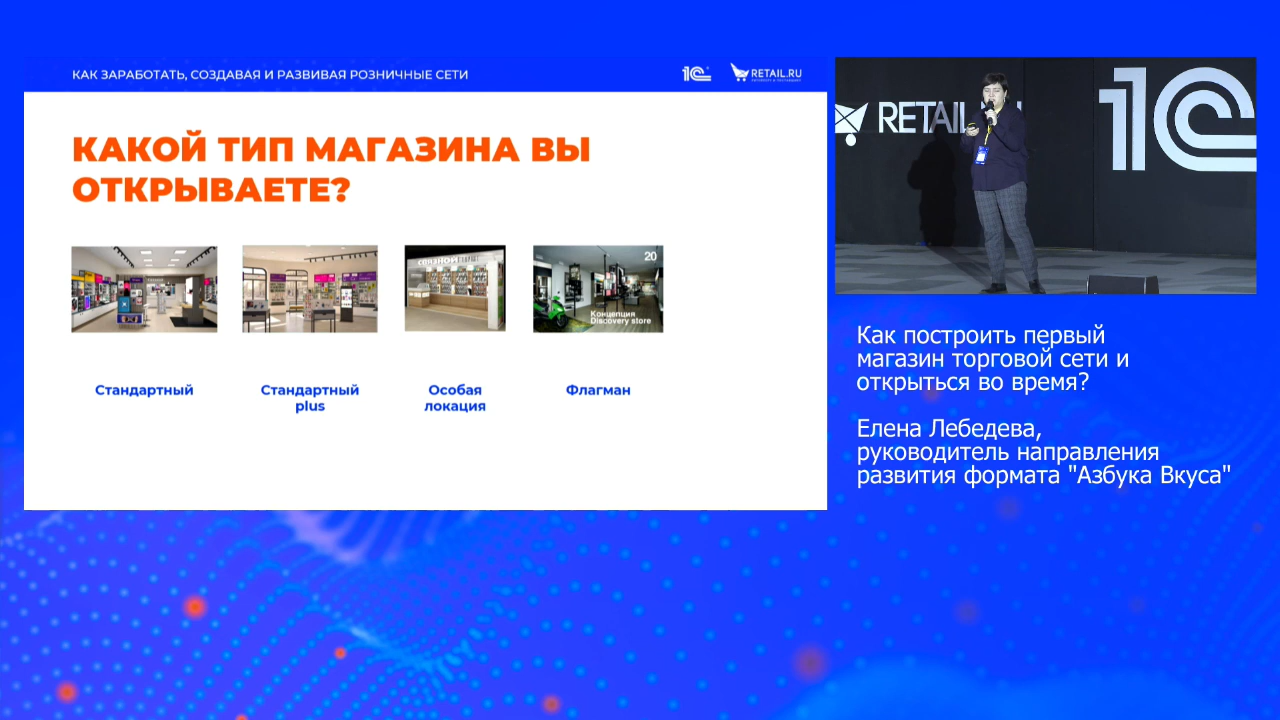 КАК ЗАРАБОТАТЬ, СОЗДАВАЯ И РАЗВИВАЯ РОЗНИЧНЫЕ СЕТИ
1С
RETAIL.RU
КАКОЙ ТИП МАГАЗИНА ВЫ
ОТКРЫВАЕТЕ?
СВЯЗНОЙ
20
Концепция
Discovery store
Стандартный
Стандартный
plus
Особая
локация
Флагман
RETAIL
1С
Как построить первый
магазин торговой сети и
открыться во время?
Елена Лебедева,
руководитель направления
развития формата "Азбука Вкуса"